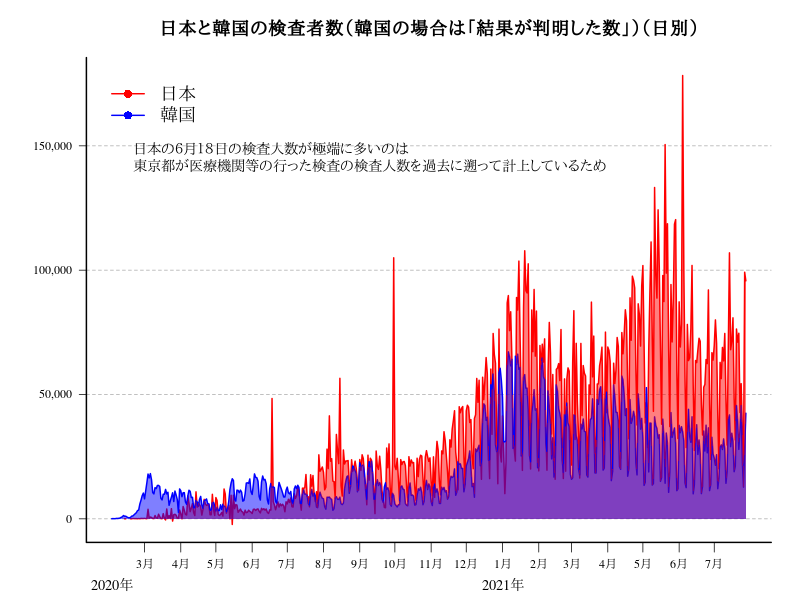 日本と韓国の検査者数(韓国の場合は「結果が判明した数」)(日別)
日本
韓国
日本の6月18日の検査人数が極端に多いのは
東京都が医療機関等の行った検査の検査人数を過去に遡って計上しているため
150,000
100,000
50,000
0
3月 4月 5月 6月 7月 8月 9月 10月 11月 12月 1月 2月 3月 4月 5月 6月 7月
2020年 2021年